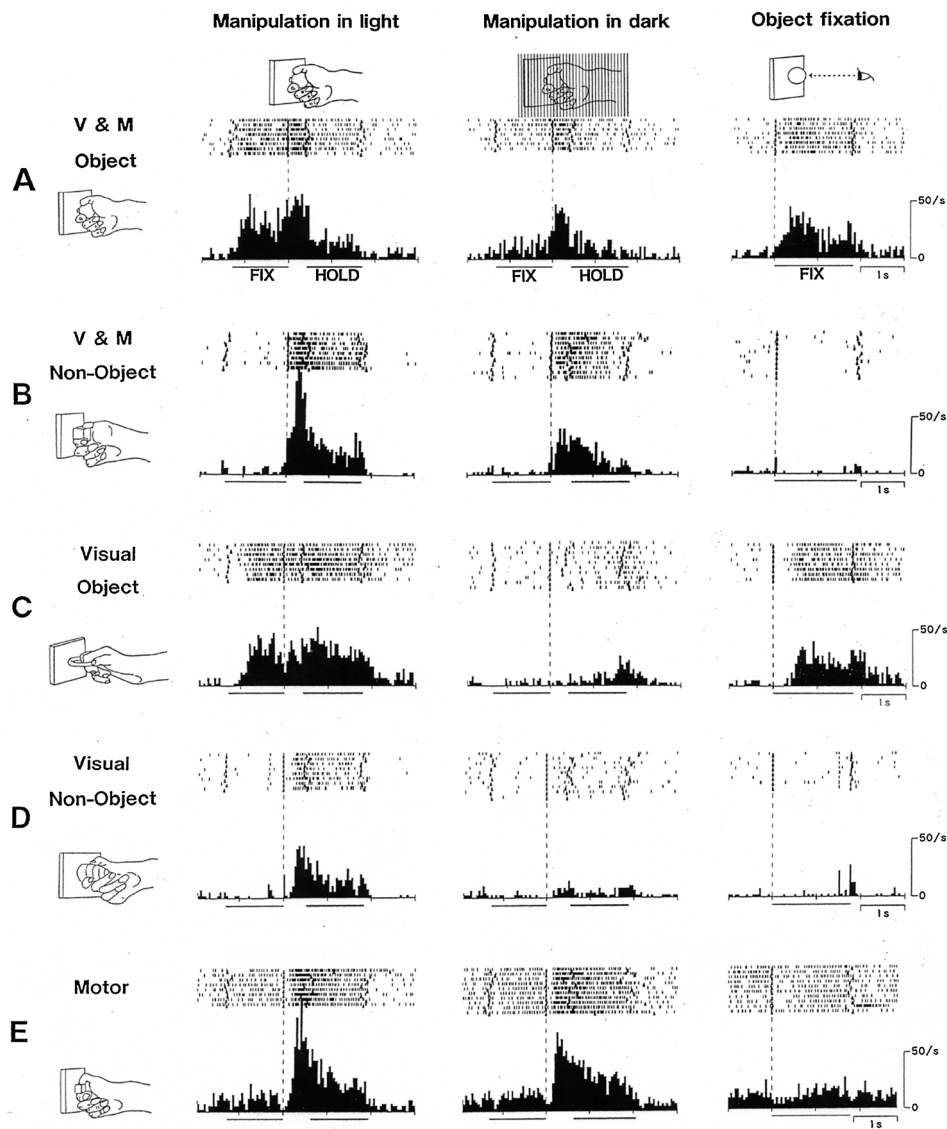 Manipulation in light
Manipulation in dark
Object fixation
V & M
Object
A
50/s
0
FIX
HOLD
FIX
HOLD
FIX
1s
V & M
Non-Object
B
50/s
0
1s
Visual
Object
C
50/s
0
1s
Visual
Non-Object
D
50/s
0
1s
Motor
E
50/s
0
1s